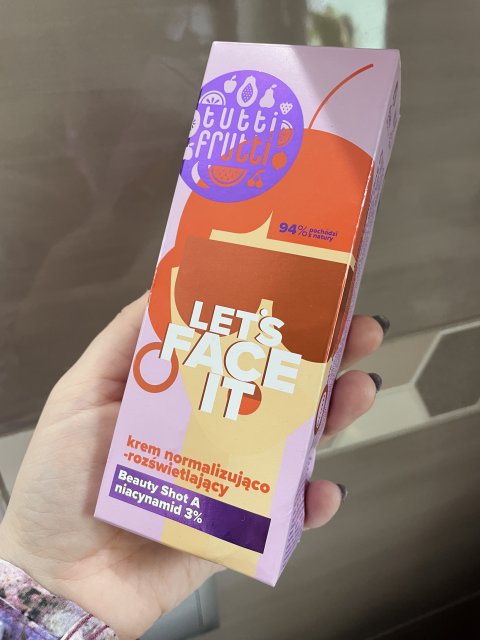 tutti
frutti
94% pochodzi
z natury
LET'S
FACE
IT
krem normalizująco
-rozświetlający
Beauty Shot A
niacynamid 3%